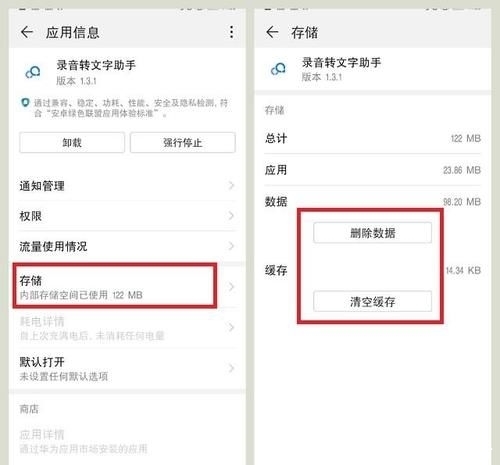 应用信息
录音转文字助手
版本 1.3.1
通过兼容、稳定、功耗、性能、安全及隐私检测, 符
合“安卓绿色联盟应用体验标准”。
卸载
强行停止
通知管理
权限
流量使用情况
存储
内部存储空间已使用 122 MB
耗电详情
自上次充满电后, 未消耗任何电量
默认打开
未设置任何默认选项
商店
应用详情
通过华为应用市场安装的应用
存储
录音转文字助手
版本 1.3.1
存储
总计 122 MB
应用 23.86 MB
数据 98.20 MB
删除数据
缓存 14.34 KB
清空缓存